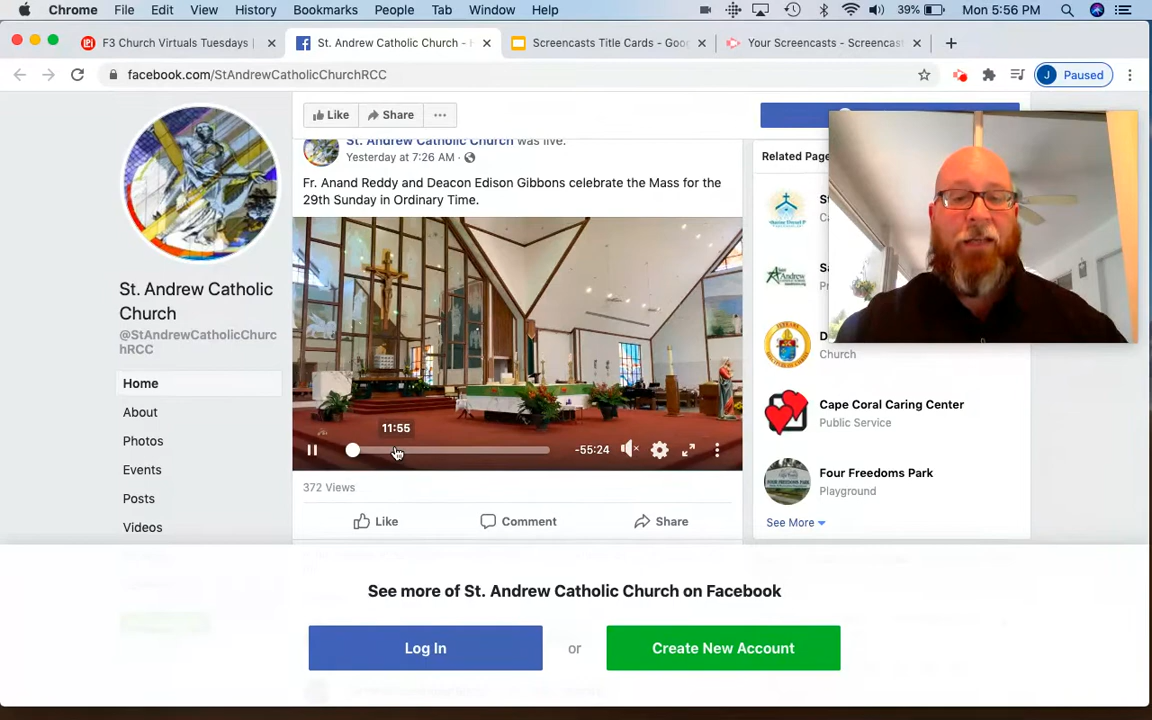 Chrome File Edit View History Bookmarks People Tab Window Help 39% Mon 5:56 PM
F3 Church Virtuals Tuesdays
St. Andrew Catholic Church -
Screencasts Title Cards - Goo
Your Screencasts - Screencast
facebook.com/StAndrewCatholicChurchRCC
J Paused
Like Share
St. Andrew Catholic Church was live.
Yesterday at 7:26 AM
Fr. Anand Reddy and Deacon Edison Gibbons celebrate the Mass for the
29th Sunday in Ordinary Time.
11:55
-55:24
372 Views
Like Comment Share
St. Andrew Catholic
Church
@StAndrewCatholicChurc
hRCC
Home
About
Photos
Events
Posts
Videos
Related Page
Church
Cape Coral Caring Center
Public Service
Four Freedoms Park
Playground
See More
See more of St. Andrew Catholic Church on Facebook
Log In or Create New Account